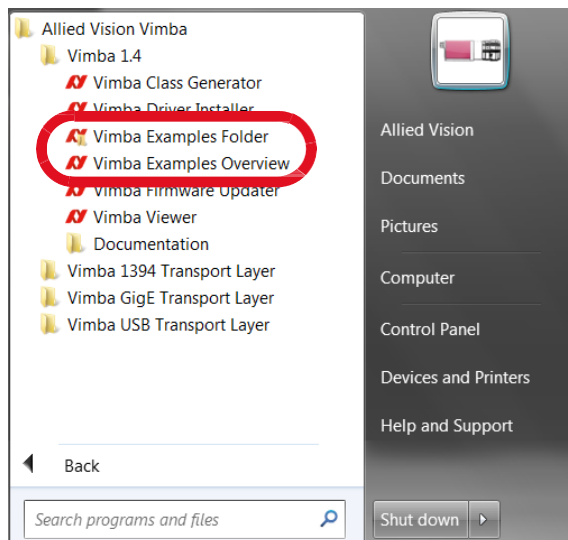 Allied Vision Vimba
Vimba 1.4
Vimba Class Generator
Vimba Driver Installer
Vimba Examples Folder
Vimba Examples Overview
Vimba Firmware Updater
Vimba Viewer
Documentation
Vimba 1394 Transport Layer
Vimba GigE Transport Layer
Vimba USB Transport Layer
Back
Search programs and files
Allied Vision
Documents
Pictures
Computer
Control Panel
Devices and Printers
Help and Support
Shut down